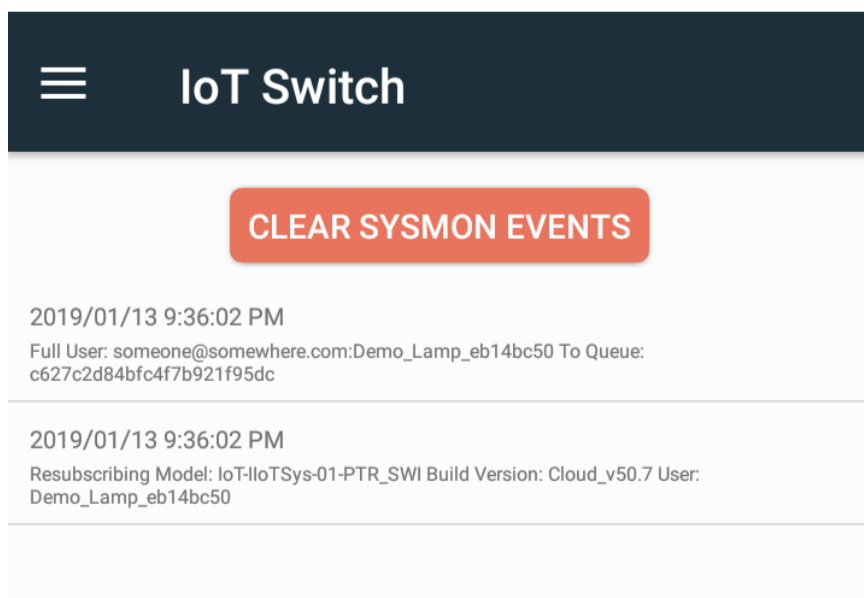 IoT Switch
CLEAR SYSMON EVENTS
2019/01/13 9:36:02 PM
Full User: someone@somewhere.com:Demo_Lamp_eb14bc50 To Queue:
c627c2d84bfc4f7b921f95dc
2019/01/13 9:36:02 PM
Resubscribing Model: IoT-IIoTSys-01-PTR_SWI Build Version: Cloud_v50.7 User:
Demo_Lamp_eb14bc50